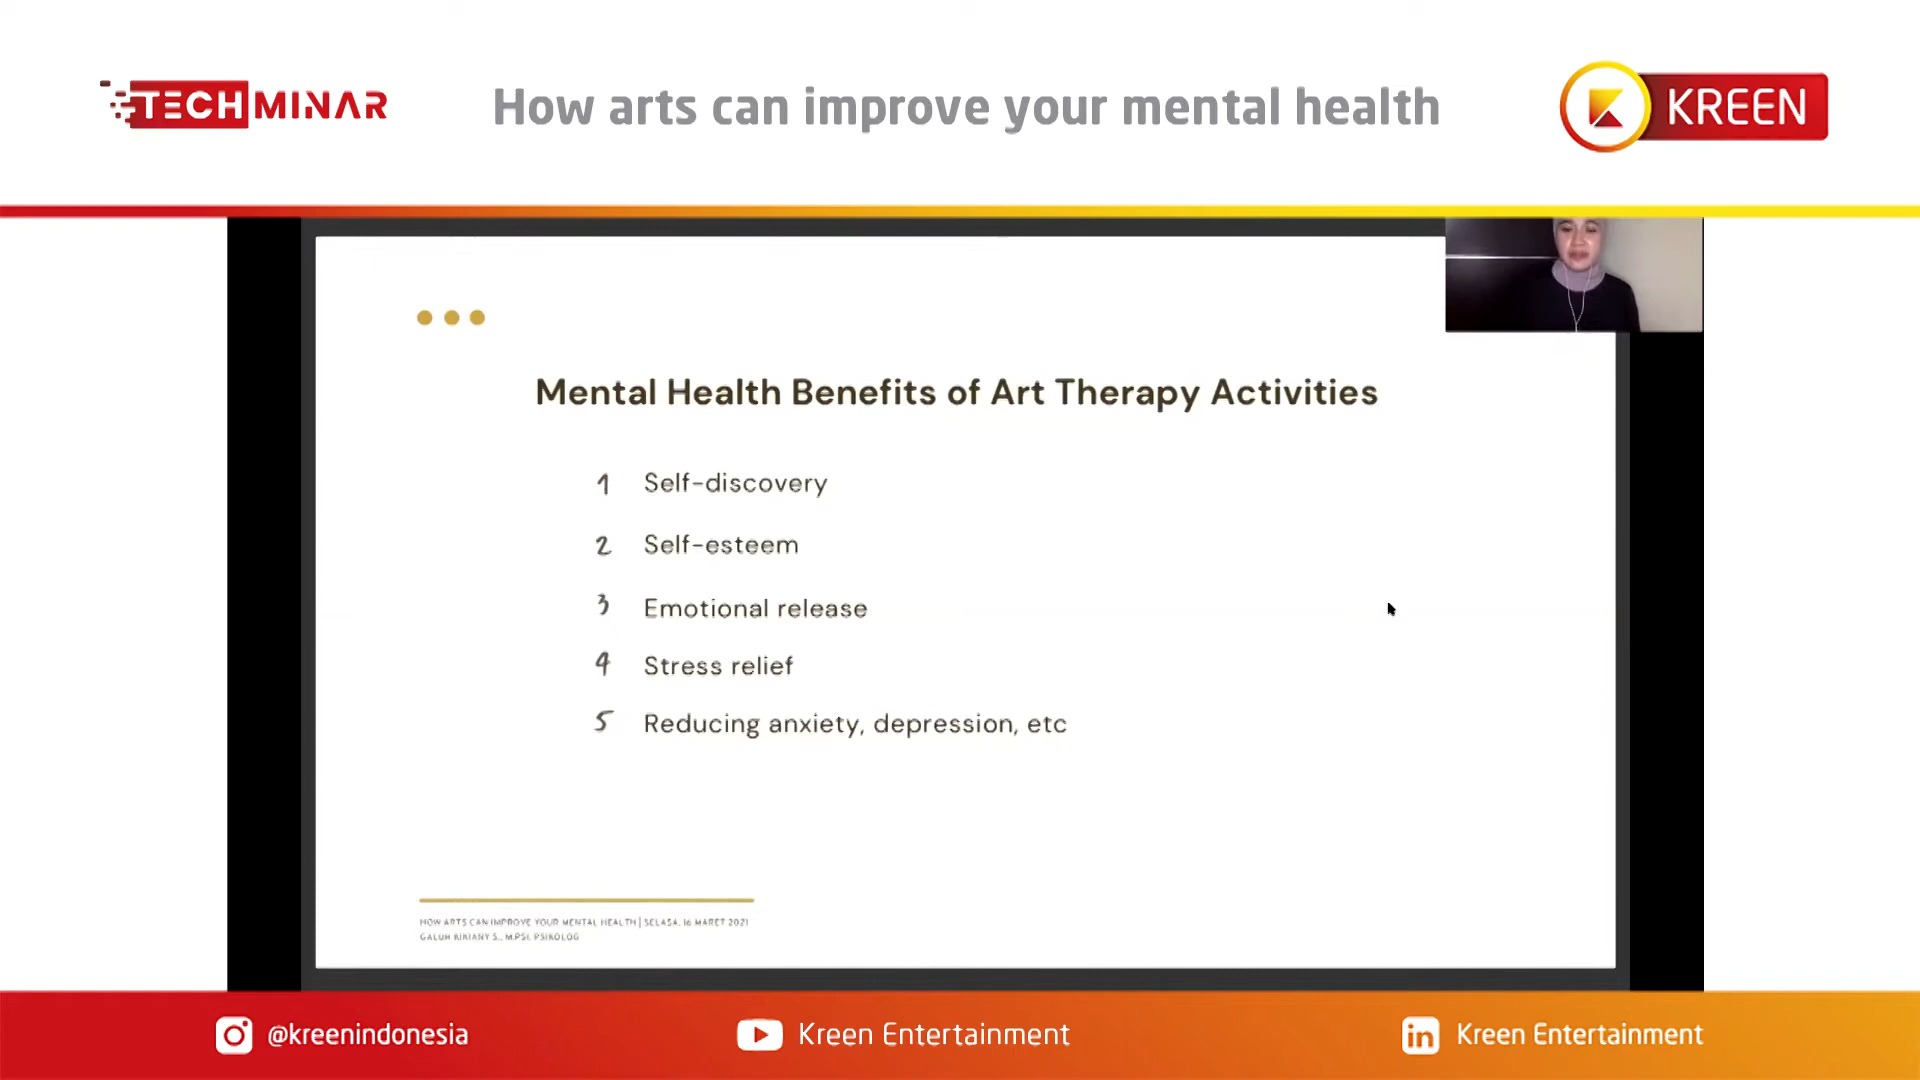 TECHMINAR
How arts can improve your mental health
KREEN
Mental Health Benefits of Art Therapy Activities
1 Self-discovery
2 Self-esteem
3 Emotional release
4 Stress relief
5 Reducing anxiety, depression, etc
HOW ARTS CAN IMPROVE YOUR MENTAL HEALTH | SELASA, 16 MARET 2021
GALUH KIKIANY S., M.PSI, PSIKOLOG
@kreenindonesia
Kreen Entertainment
in Kreen Entertainment